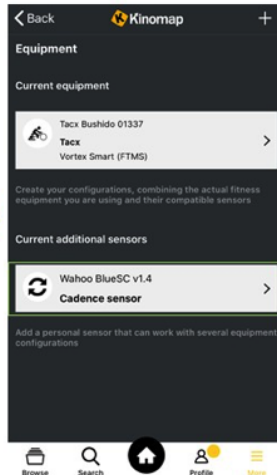 Back
Kinomap
+
Equipment
Current equipment
Tacx Bushido 01337
Tacx
Vortex Smart (FTMS)
Create your configurations, combining the actual fitness
equipment you are using and their compatible sensors
Current additional sensors
Wahoo BlueSC v1.4
Cadence sensor
Add a personal sensor that can work with several equipment
configurations
Browse
Search
Profile
More